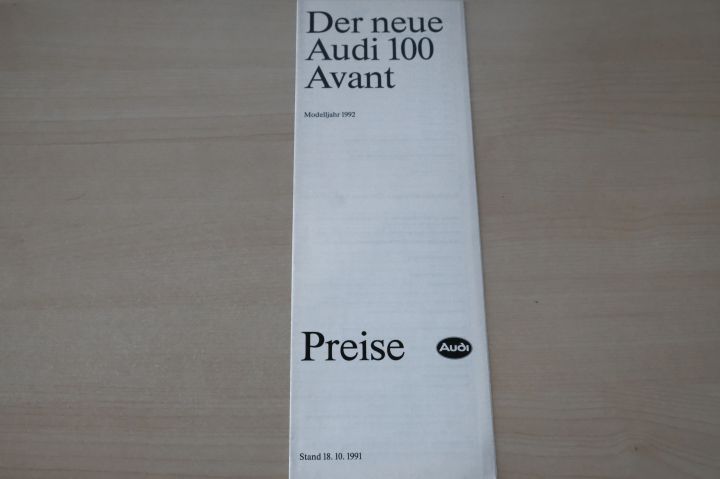 Der neue
Audi 100
Avant
Modelljahr 1992
Preise
Audi
Stand 18. 10. 1991